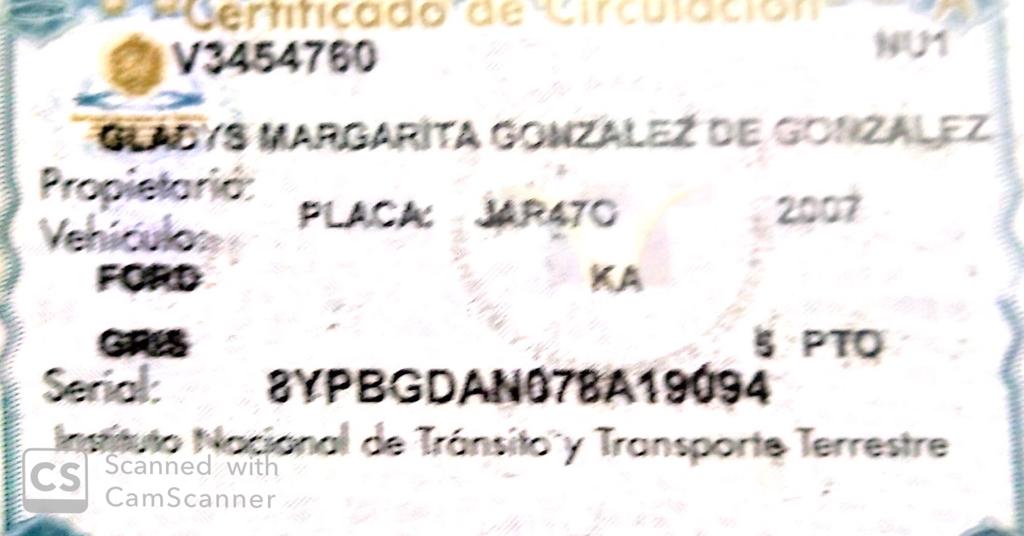 Certificado de Circulación
V3454760 NU1
GLADYS MARGARITA GONZALEZ DE GONZALEZ
Propietario:
PLACA: JAR47O 2007
Vehículo:
FORD KA
GRIS 5 PTO
Serial: 8YPBGDAN078A19094
Instituto Nacional de Tránsito y Transporte Terrestre
CS Scanned with
CamScanner